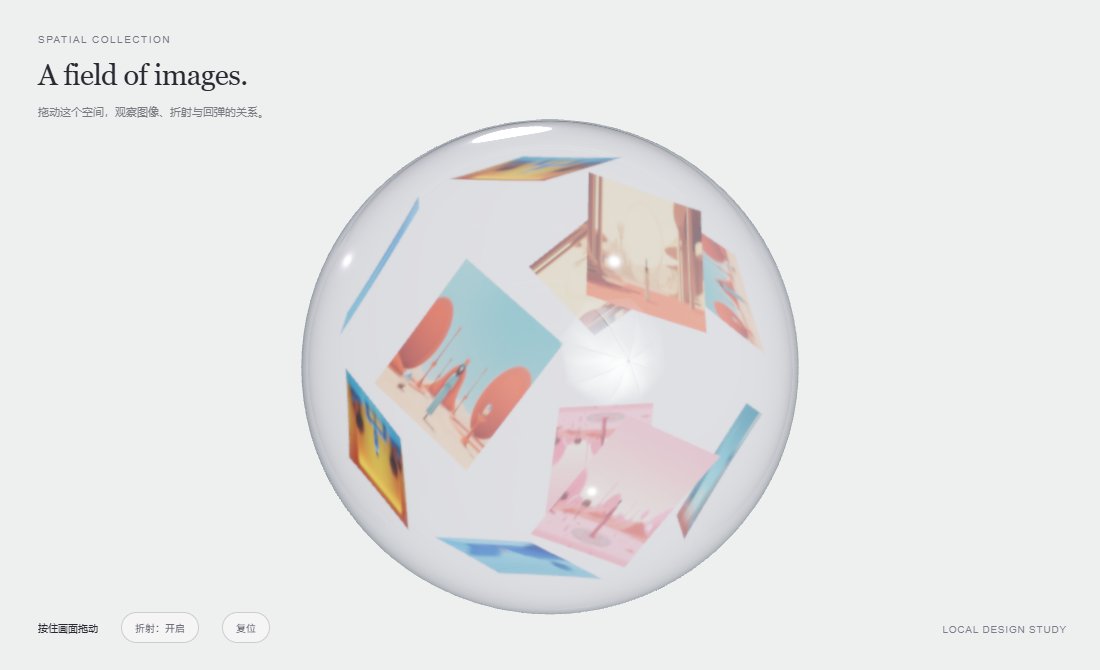 SPATIAL COLLECTION
A field of images.
拖动这个空间，观察图像、折射与回弹的关系。
按住画面拖动
折射：开启
复位
LOCAL DESIGN STUDY